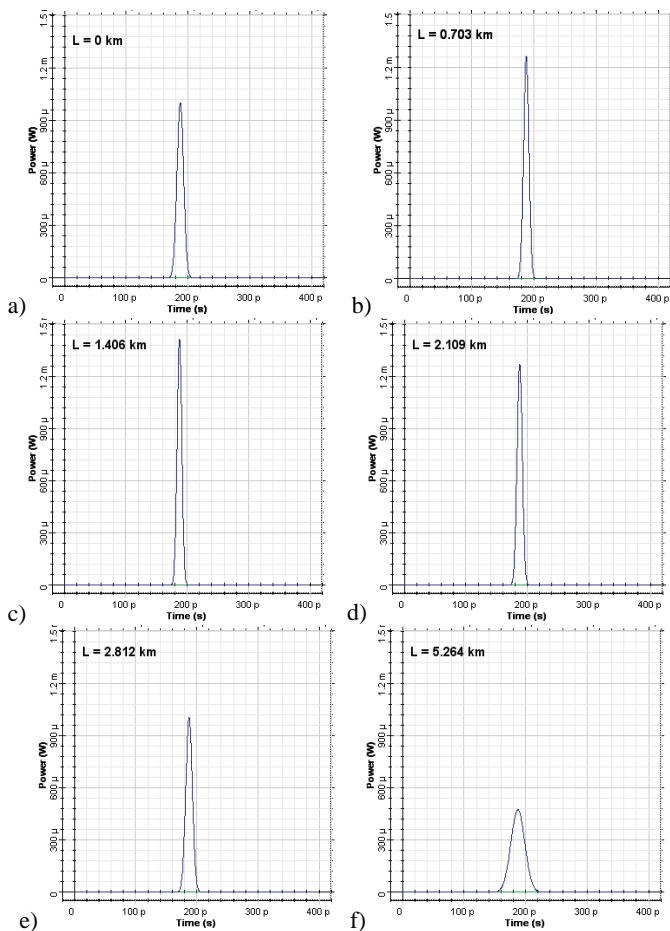 L = 0 km
Power (W)
0 300 µ 600 µ 900 µ 1.2 m 1.5 r
0 100 p 200 p 300 p 400 p
Time (s)
a)
L = 0.703 km
Power (W)
0 300 µ 600 µ 900 µ 1.2 m 1.5 r
0 100 p 200 p 300 p 400 p
Time (s)
b)
L = 1.406 km
Power (W)
0 300 µ 600 µ 900 µ 1.2 m 1.5 r
0 100 p 200 p 300 p 400 p
Time (s)
c)
L = 2.109 km
Power (W)
0 300 µ 600 µ 900 µ 1.2 m 1.5 r
0 100 p 200 p 300 p 400 p
Time (s)
d)
L = 2.812 km
Power (W)
0 300 µ 600 µ 900 µ 1.2 m 1.5 r
0 100 p 200 p 300 p 400 p
Time (s)
e)
L = 5.264 km
Power (W)
0 300 µ 600 µ 900 µ 1.2 m 1.5 r
0 100 p 200 p 300 p 400 p
Time (s)
f)